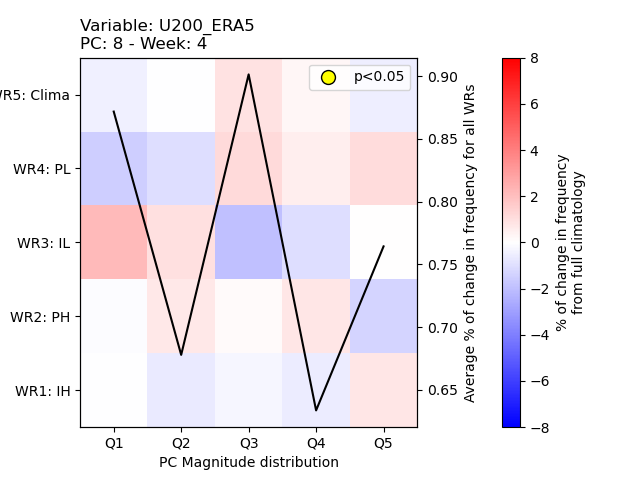 Variable: U200_ERA5
PC: 8 - Week: 4
p<0.05
WR5: Clima
WR4: PL
WR3: IL
WR2: PH
WR1: IH
Q1 Q2 Q3 Q4 Q5
PC Magnitude distribution
0.90
0.85
0.80
0.75
0.70
0.65
Average % of change in frequency for all WRs
8
6
4
2
0
−2
−4
−6
−8
% of change in frequency
from full climatology